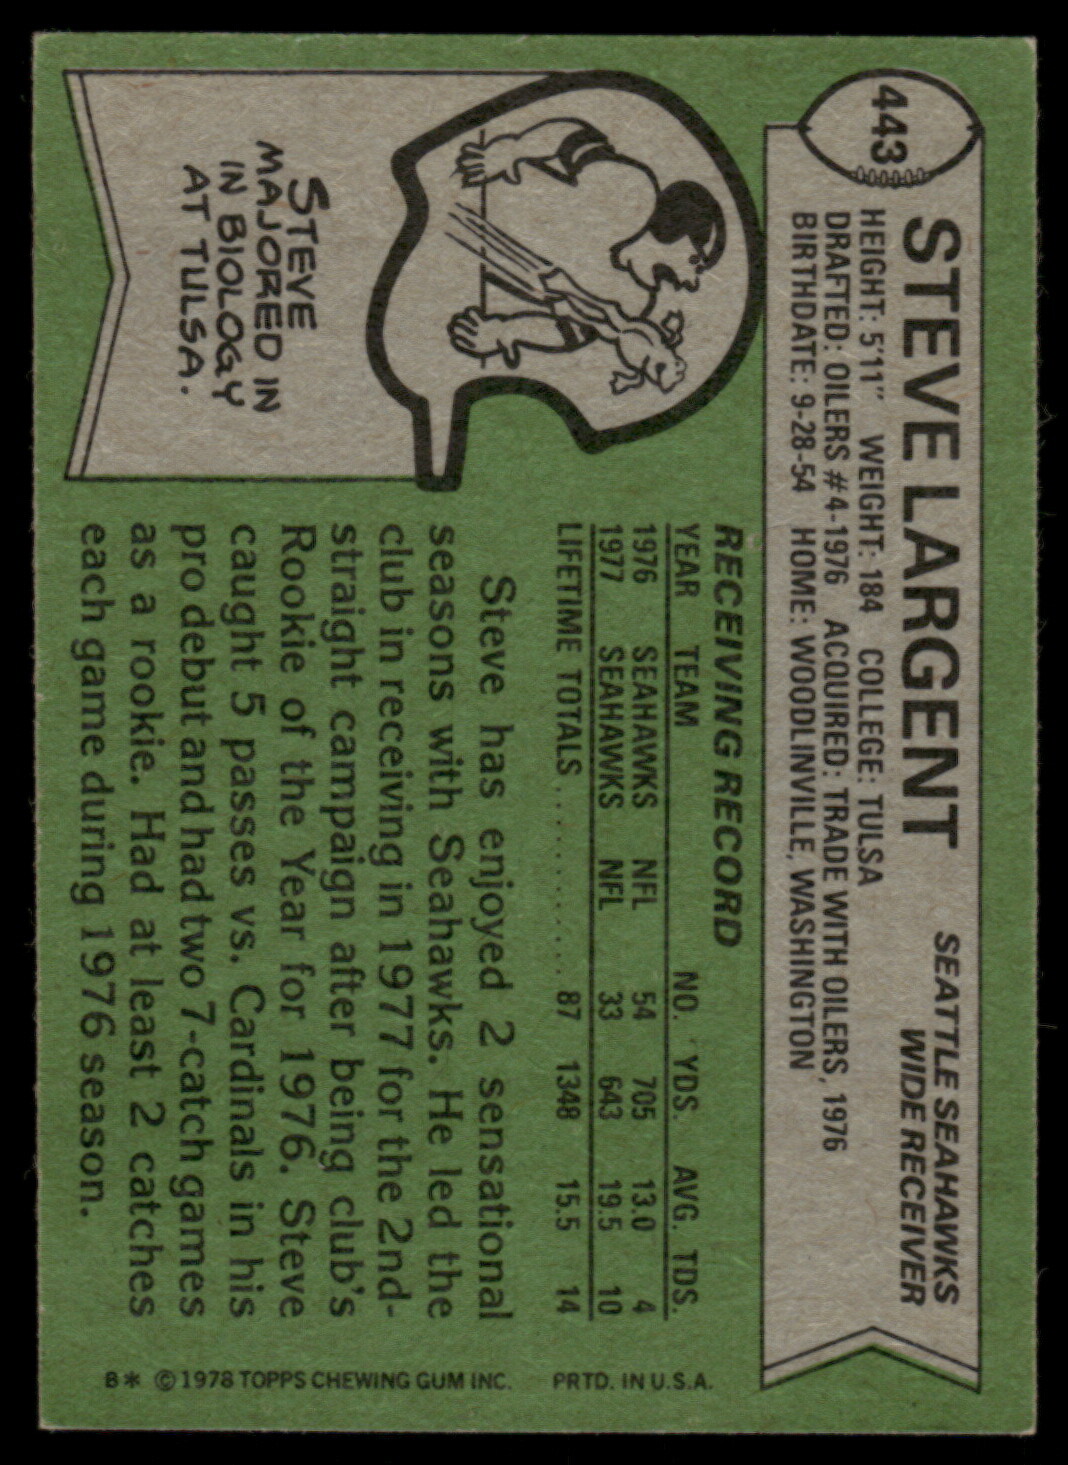 443
STEVE LARGENT
SEATTLE SEAHAWKS
WIDE RECEIVER
HEIGHT: 5'11" WEIGHT: 184 COLLEGE: TULSA
DRAFTED: OILERS #4-1976 ACQUIRED: TRADE WITH OILERS, 1976
BIRTHDATE: 9-28-54 HOME: WOODLINVILLE, WASHINGTON
RECEIVING RECORD
YEAR TEAM NO. YDS. AVG. TDS.
1976 SEAHAWKS NFL 54 705 13.0 4
1977 SEAHAWKS NFL 33 643 19.5 10
LIFETIME TOTALS .......... 87 1348 15.5 14
Steve has enjoyed 2 sensational
seasons with Seahawks. He led the
club in receiving in 1977 for the 2nd-
straight campaign after being club's
Rookie of the Year for 1976. Steve
caught 5 passes vs. Cardinals in his
pro debut and had two 7-catch games
as a rookie. Had at least 2 catches
each game during 1976 season.
STEVE
MAJORED IN
IN BIOLOGY
AT TULSA.
B* © 1978 TOPPS CHEWING GUM INC. PRTD. IN U.S.A.